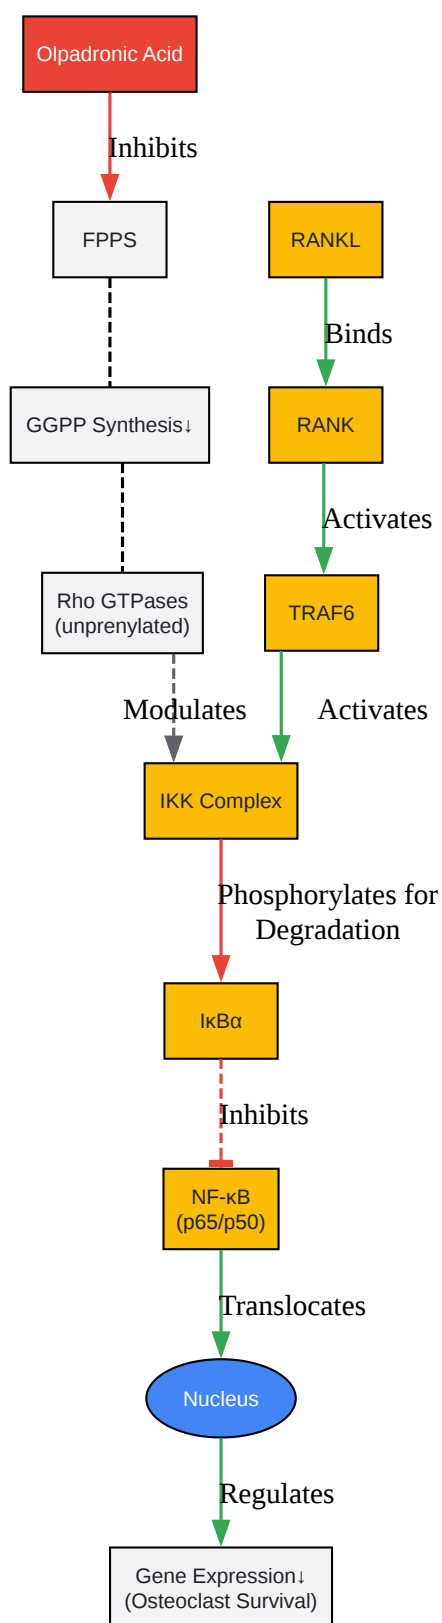 Olpadronic Acid
Inhibits
FPPS
RANKL
Binds
GGPP Synthesis↓
RANK
Activates
Rho GTPases
(unprenylated)
TRAF6
Modulates
Activates
IKK Complex
Phosphorylates for
Degradation
IκBα
Inhibits
NF-κB
(p65/p50)
Translocates
Nucleus
Regulates
Gene Expression↓
(Osteoclast Survival)